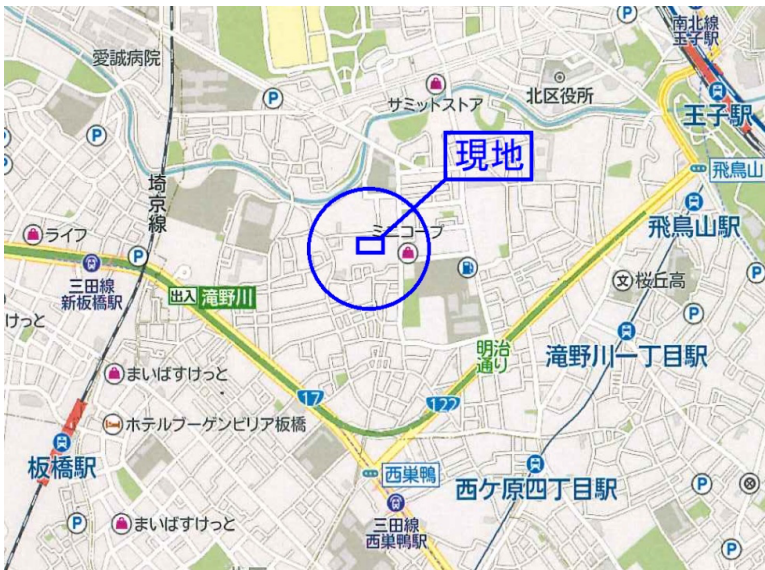 P
南北線
王子駅
愛誠病院
P
サミットストア
北区役所
王子駅
P
P
P
現地
飛鳥山
埼京線
飛鳥山駅
ライフ
P
ミニコープ
三田線
新板橋駅
出入 滝野川
文 桜丘高
P
けっと
P
明治
通り
滝野川一丁目駅
まいばすけっと
17
122
ホテルブーゲンビリア板橋
板橋駅
西巣鴨
西ケ原四丁目駅
P
P
まいばすけっと
三田線
西巣鴨駅